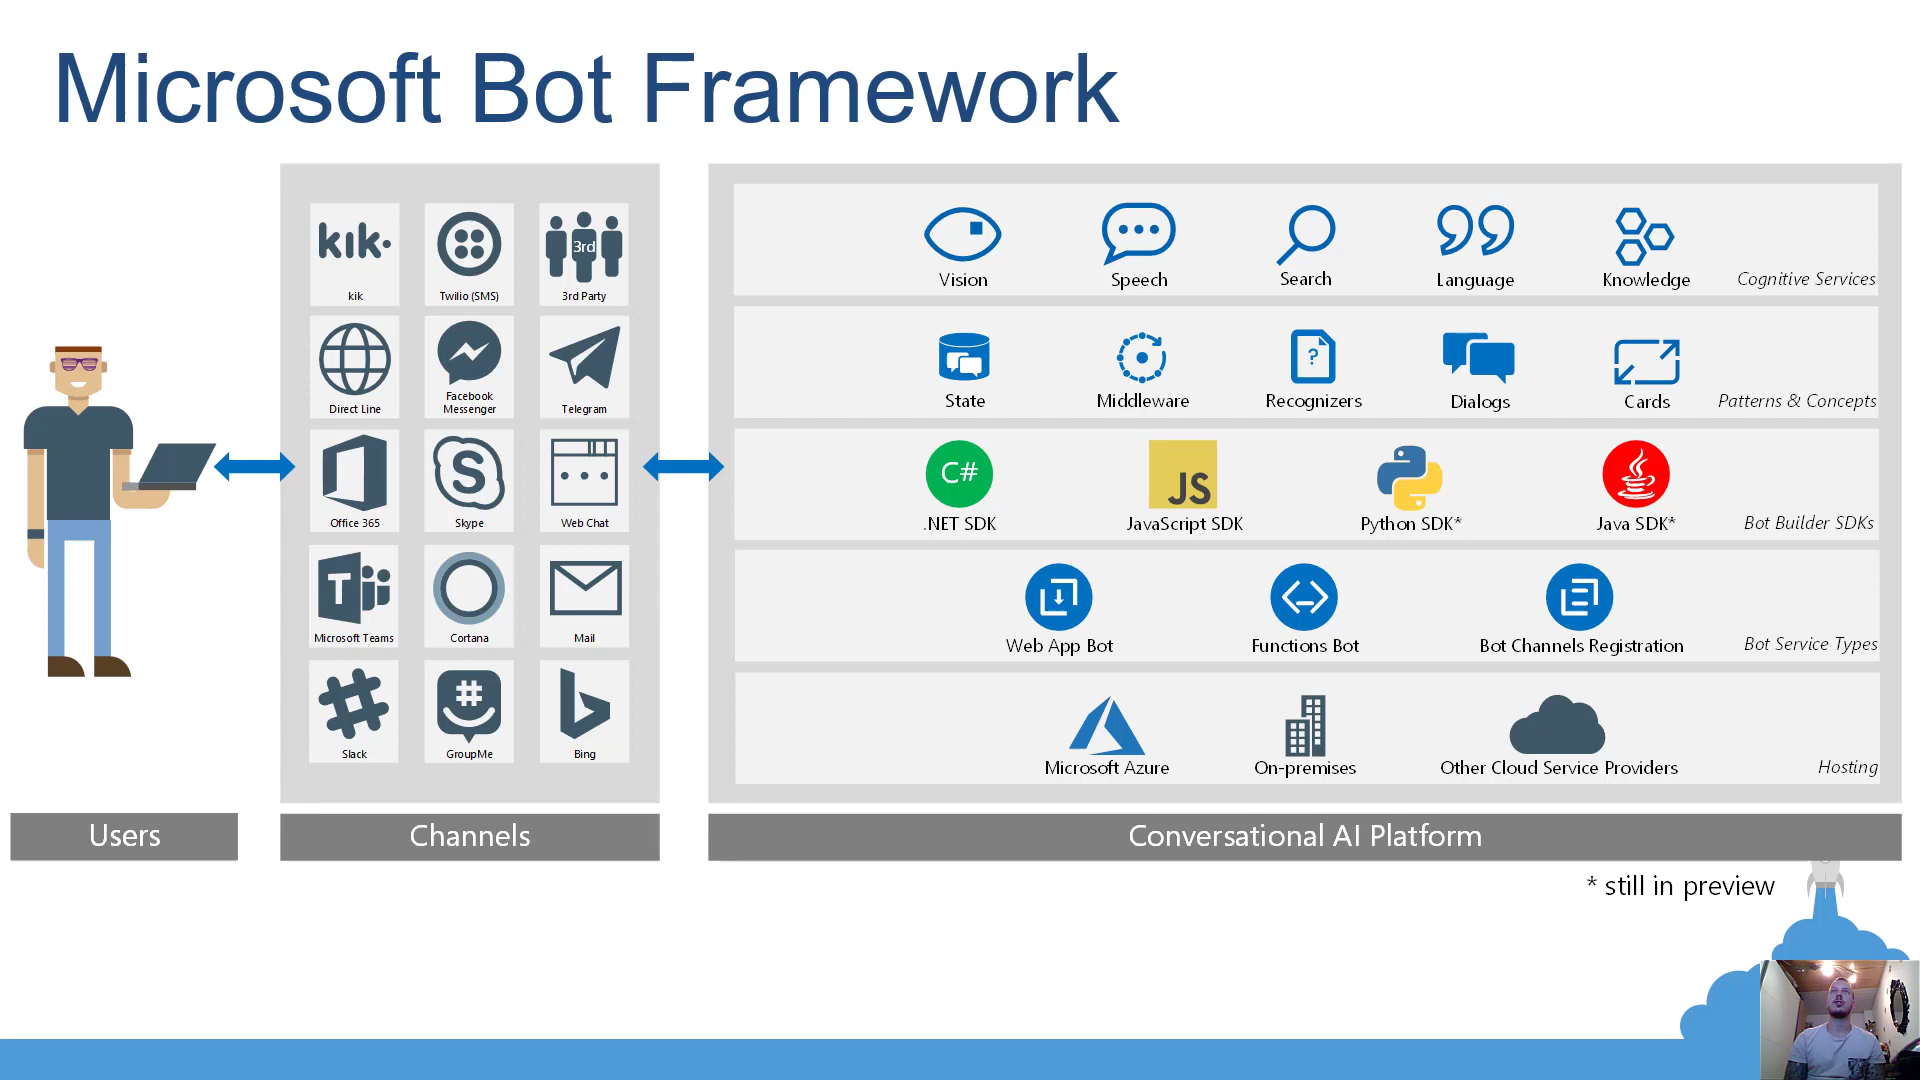 Microsoft Bot Framework
kik.
3rd
kik
Twilio (SMS)
3rd Party
Direct Line
Facebook
Messenger
Telegram
S
Office 365
Skype
Web Chat
T
Microsoft Teams
Cortana
Mail
#
Slack
GroupMe
Bing
Vision
Speech
Search
Language
Knowledge
Cognitive Services
?
State
Middleware
Recognizers
Dialogs
Cards
Patterns & Concepts
C#
JS
.NET SDK
JavaScript SDK
Python SDK*
Java SDK*
Bot Builder SDKs
Web App Bot
Functions Bot
Bot Channels Registration
Bot Service Types
Microsoft Azure
On-premises
Other Cloud Service Providers
Hosting
Users
Channels
Conversational AI Platform
* still in preview